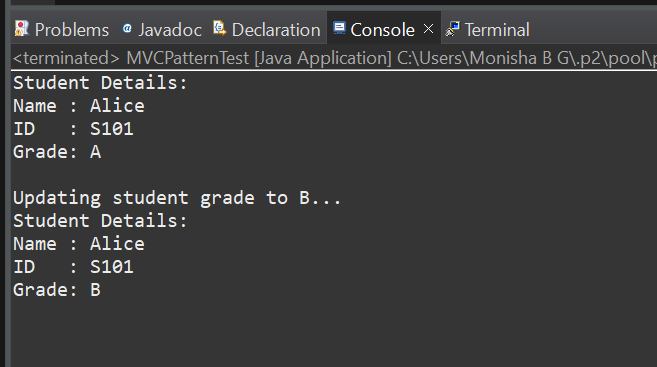 Problems Javadoc Declaration Console Terminal
<terminated> MVCPatternTest [Java Application] C:\Users\Monisha B G\.p2\pool\
Student Details:
Name : Alice
ID   : S101
Grade: A
Updating student grade to B...
Student Details:
Name : Alice
ID   : S101
Grade: B